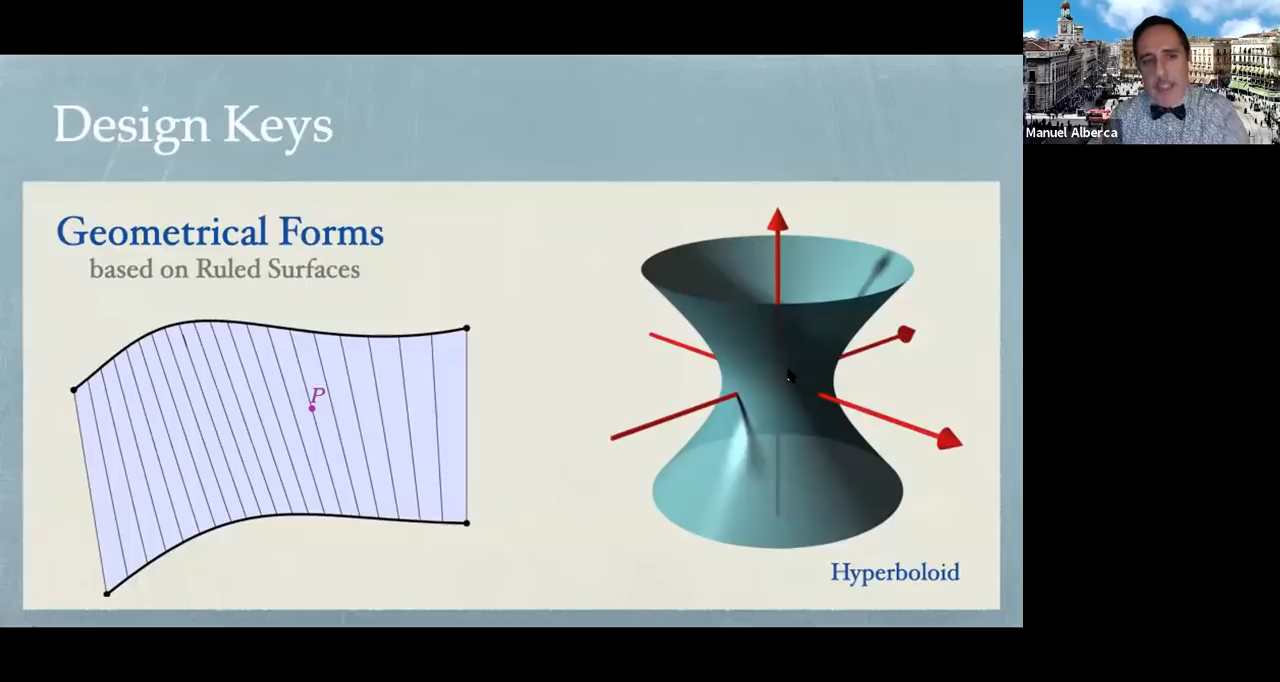 Design Keys
Geometrical Forms
based on Ruled Surfaces
P
Hyperboloid
Manuel Alberca